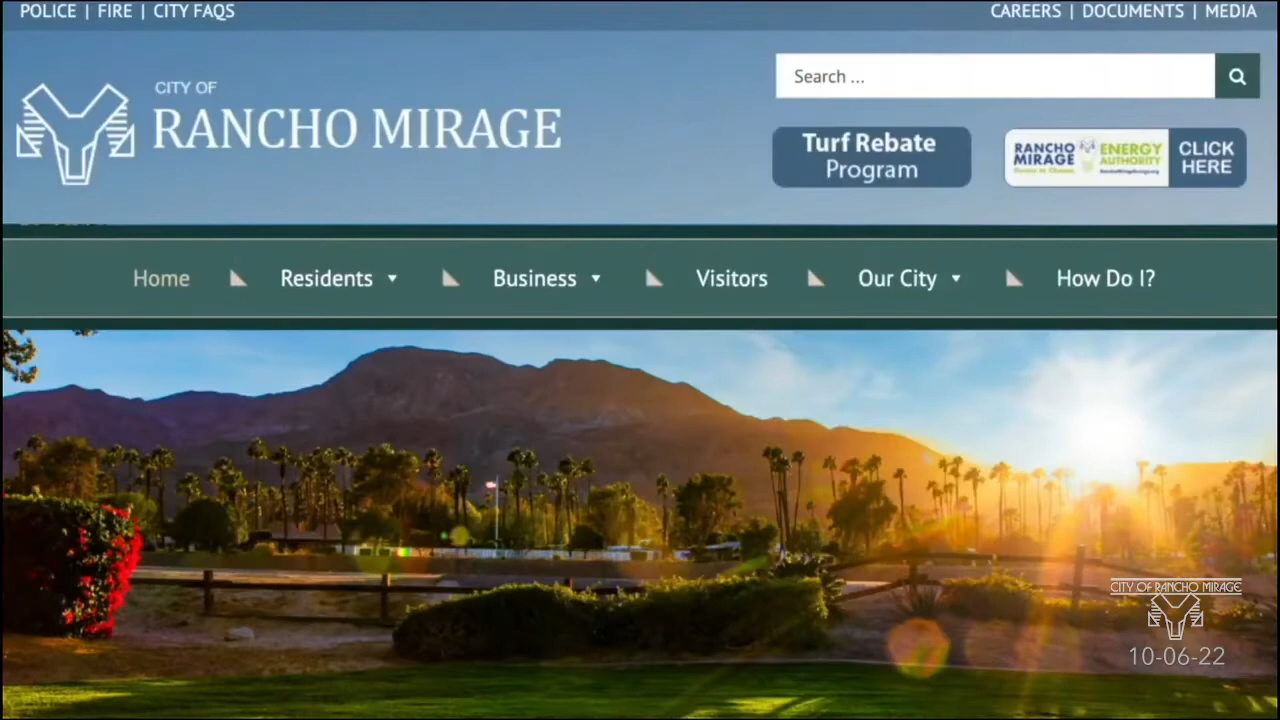 POLICE | FIRE | CITY FAQS
CAREERS | DOCUMENTS | MEDIA
CITY OF
RANCHO MIRAGE
Search ...
Turf Rebate
Program
RANCHO
MIRAGE
ENERGY
AUTHORITY
CLICK
HERE
Home
Residents
Business
Visitors
Our City
How Do I?
CITY OF RANCHO MIRAGE
10-06-22